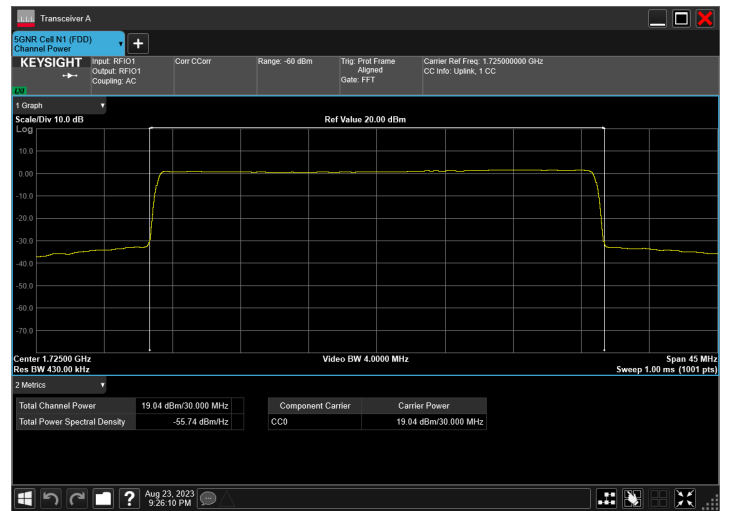 Transceiver A
5GNR Cell N1 (FDD)
Channel Power
KEYSIGHT
Input: RFIO1
Output: RFIO1
Coupling: AC
Corr CCorr
Range: -60 dBm
Trig: Prot Frame
Aligned
Gate: FFT
Carrier Ref Freq: 1.725000000 GHz
CC Info: Uplink, 1 CC
1 Graph
Scale/Div 10.0 dB
Ref Value 20.00 dBm
Log
10.0
0.00
-10.0
-20.0
-30.0
-40.0
-50.0
-60.0
-70.0
Center 1.72500 GHz
Video BW 4.0000 MHz
Span 45 MHz
Res BW 430.00 kHz
Sweep 1.00 ms (1001 pts)
2 Metrics
Total Channel Power 19.04 dBm/30.000 MHz
Total Power Spectral Density -55.74 dBm/Hz
Component Carrier Carrier Power
CC0 19.04 dBm/30.000 MHz
?
Aug 23, 2023
9:26:10 PM